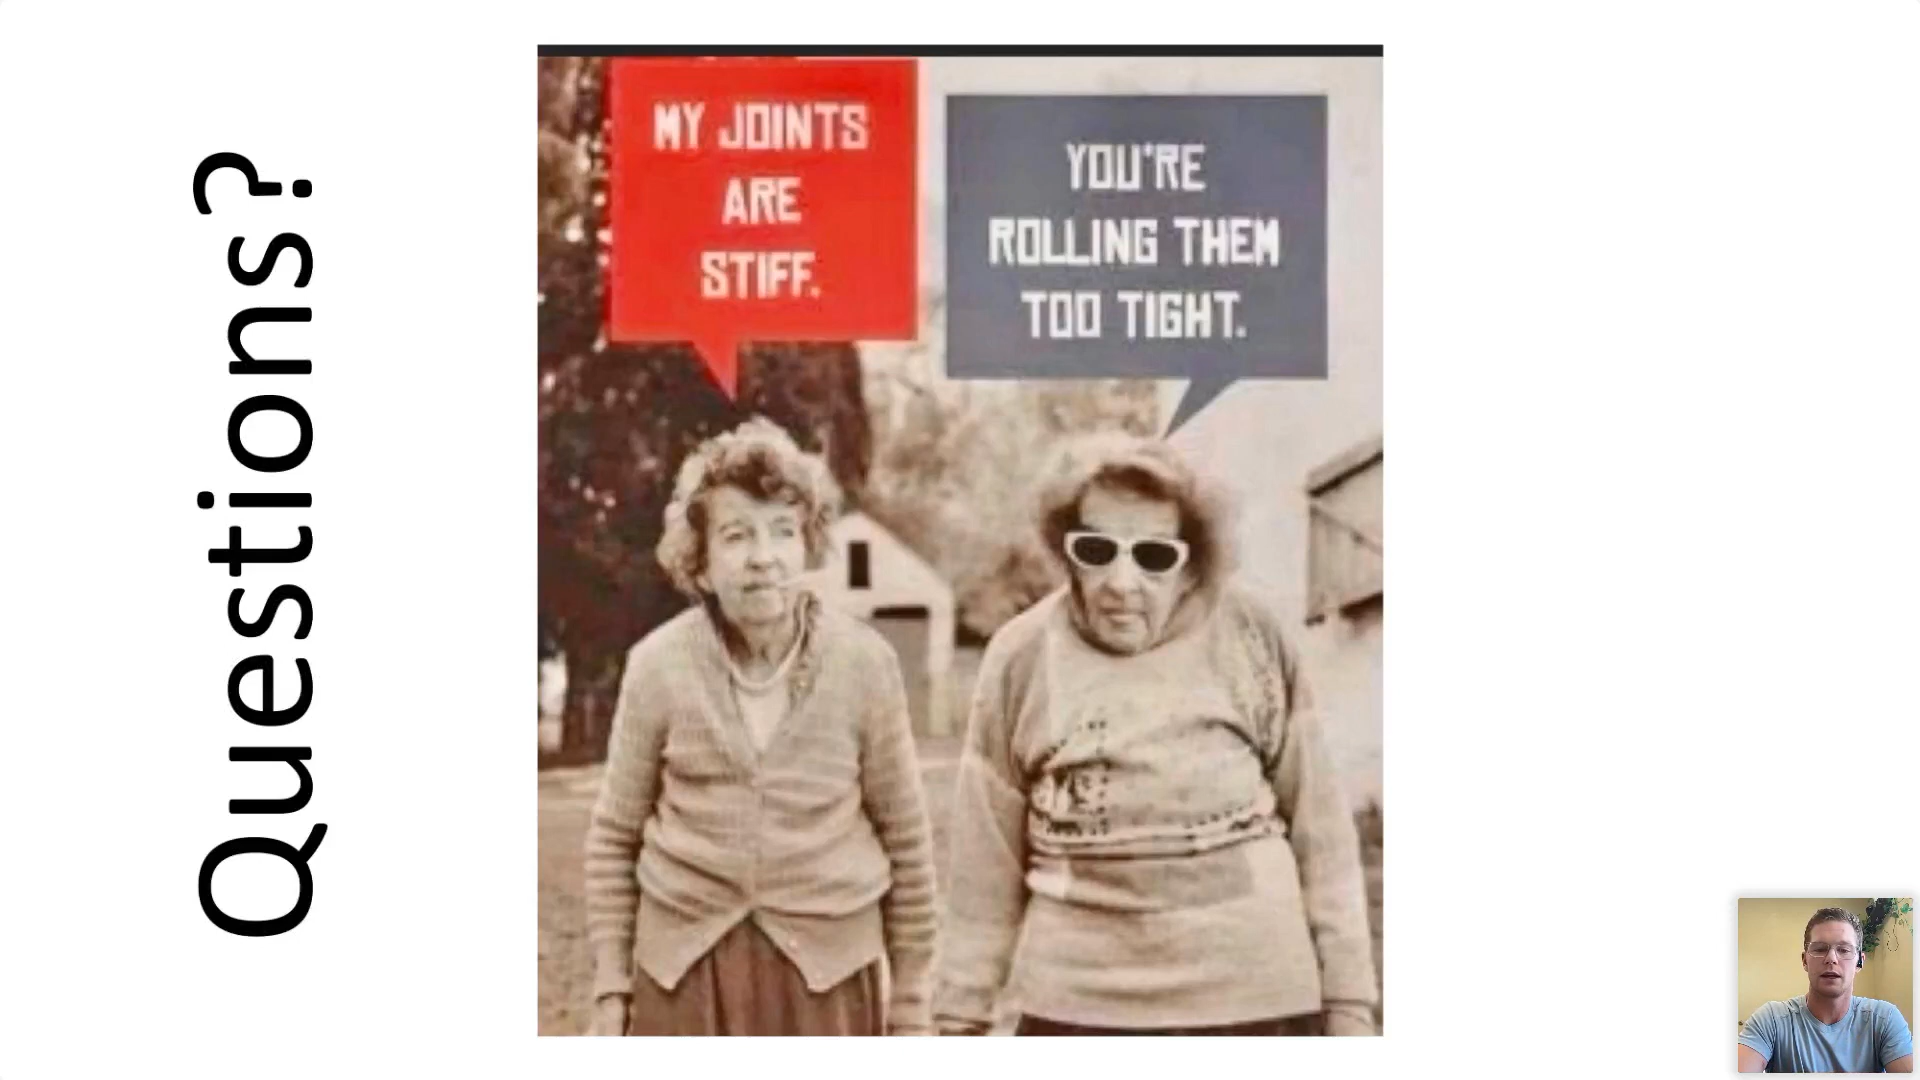 Questions?
MY JOINTS
ARE
STIFF.
YOU'RE
ROLLING THEM
TOO TIGHT.